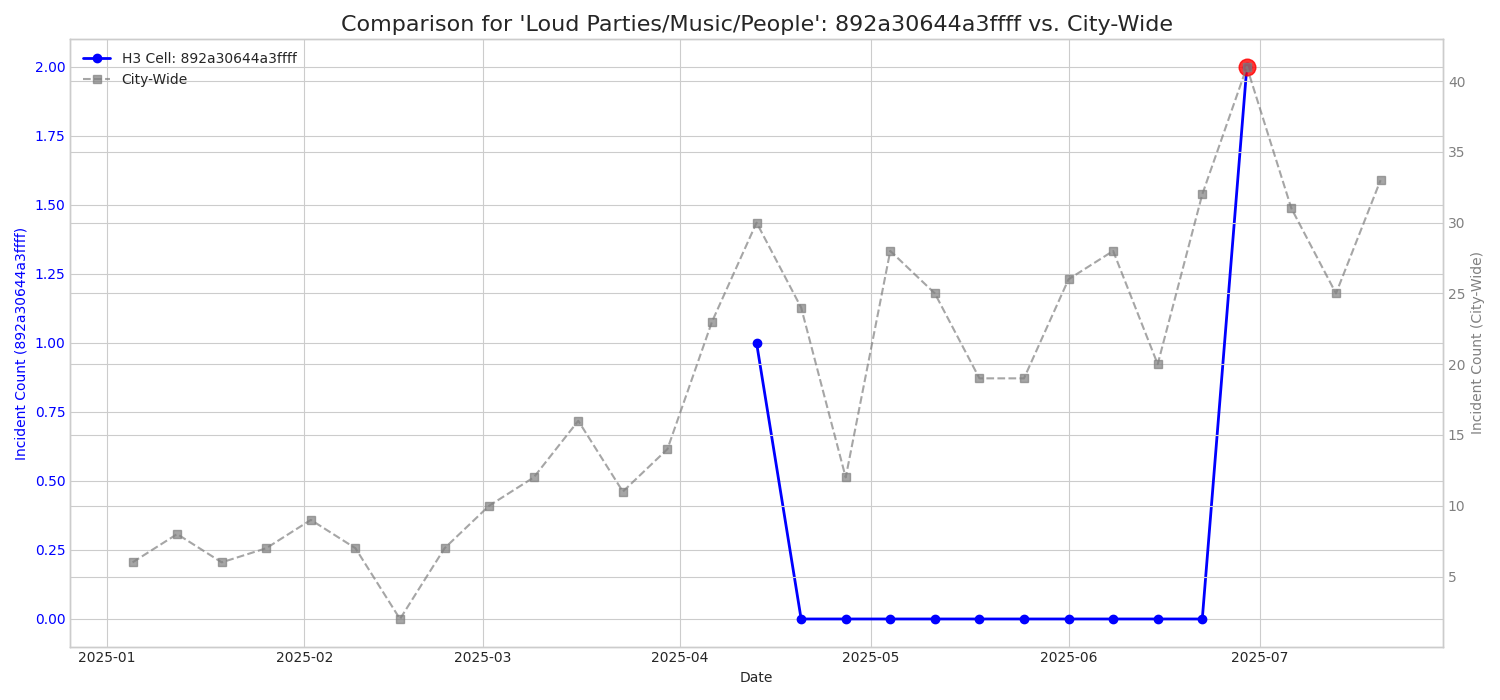 Comparison for 'Loud Parties/Music/People': 892a30644a3ffff vs. City-Wide
H3 Cell: 892a30644a3ffff
City-Wide
Incident Count (892a30644a3ffff)
2.00
1.75
1.50
1.25
1.00
0.75
0.50
0.25
0.00
40
35
30
25
20
15
10
5
Incident Count (City-Wide)
2025-01 2025-02 2025-03 2025-04 2025-05 2025-06 2025-07
Date